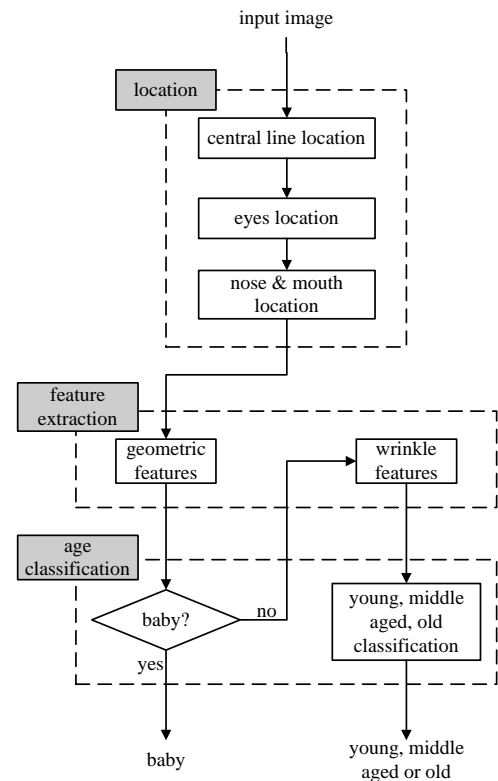 input image
location
central line location
eyes location
nose & mouth
location
feature
extraction
geometric
features
wrinkle
features
age
classification
baby?
no
yes
young, middle
aged, old
classification
baby
young, middle
aged or old